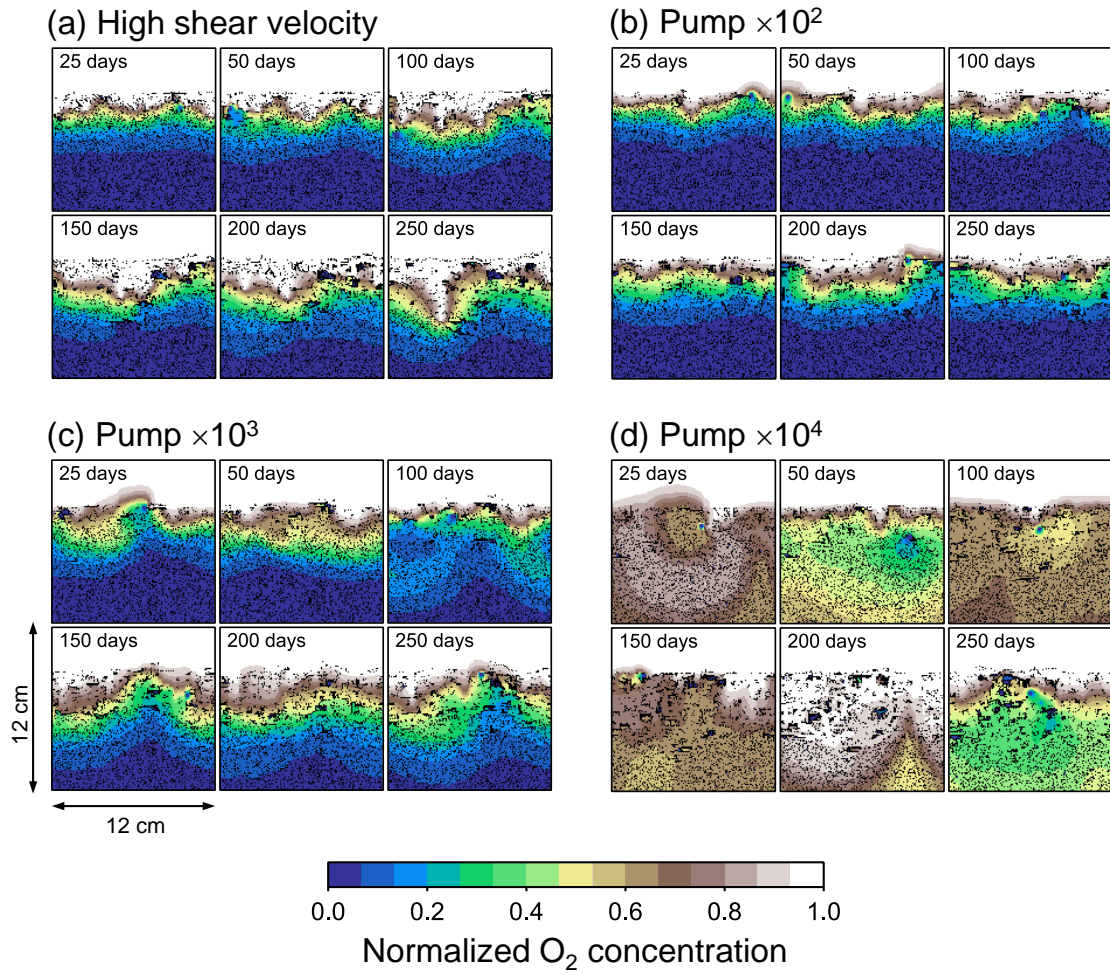 (a) High shear velocity
25 days
50 days
100 days
150 days
200 days
250 days
(b) Pump ×10²
25 days
50 days
100 days
150 days
200 days
250 days
(c) Pump ×10³
25 days
50 days
100 days
150 days
200 days
250 days
12 cm
12 cm
(d) Pump ×10⁴
25 days
50 days
100 days
150 days
200 days
250 days
0.0 0.2 0.4 0.6 0.8 1.0
Normalized O₂ concentration